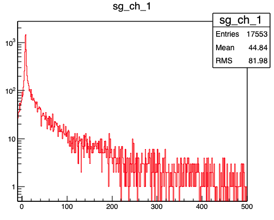 sg_ch_1
sg_ch_1
Entries 17553
Mean 44.84
RMS 81.98
10³
10²
10
1
0 100 200 300 400 500